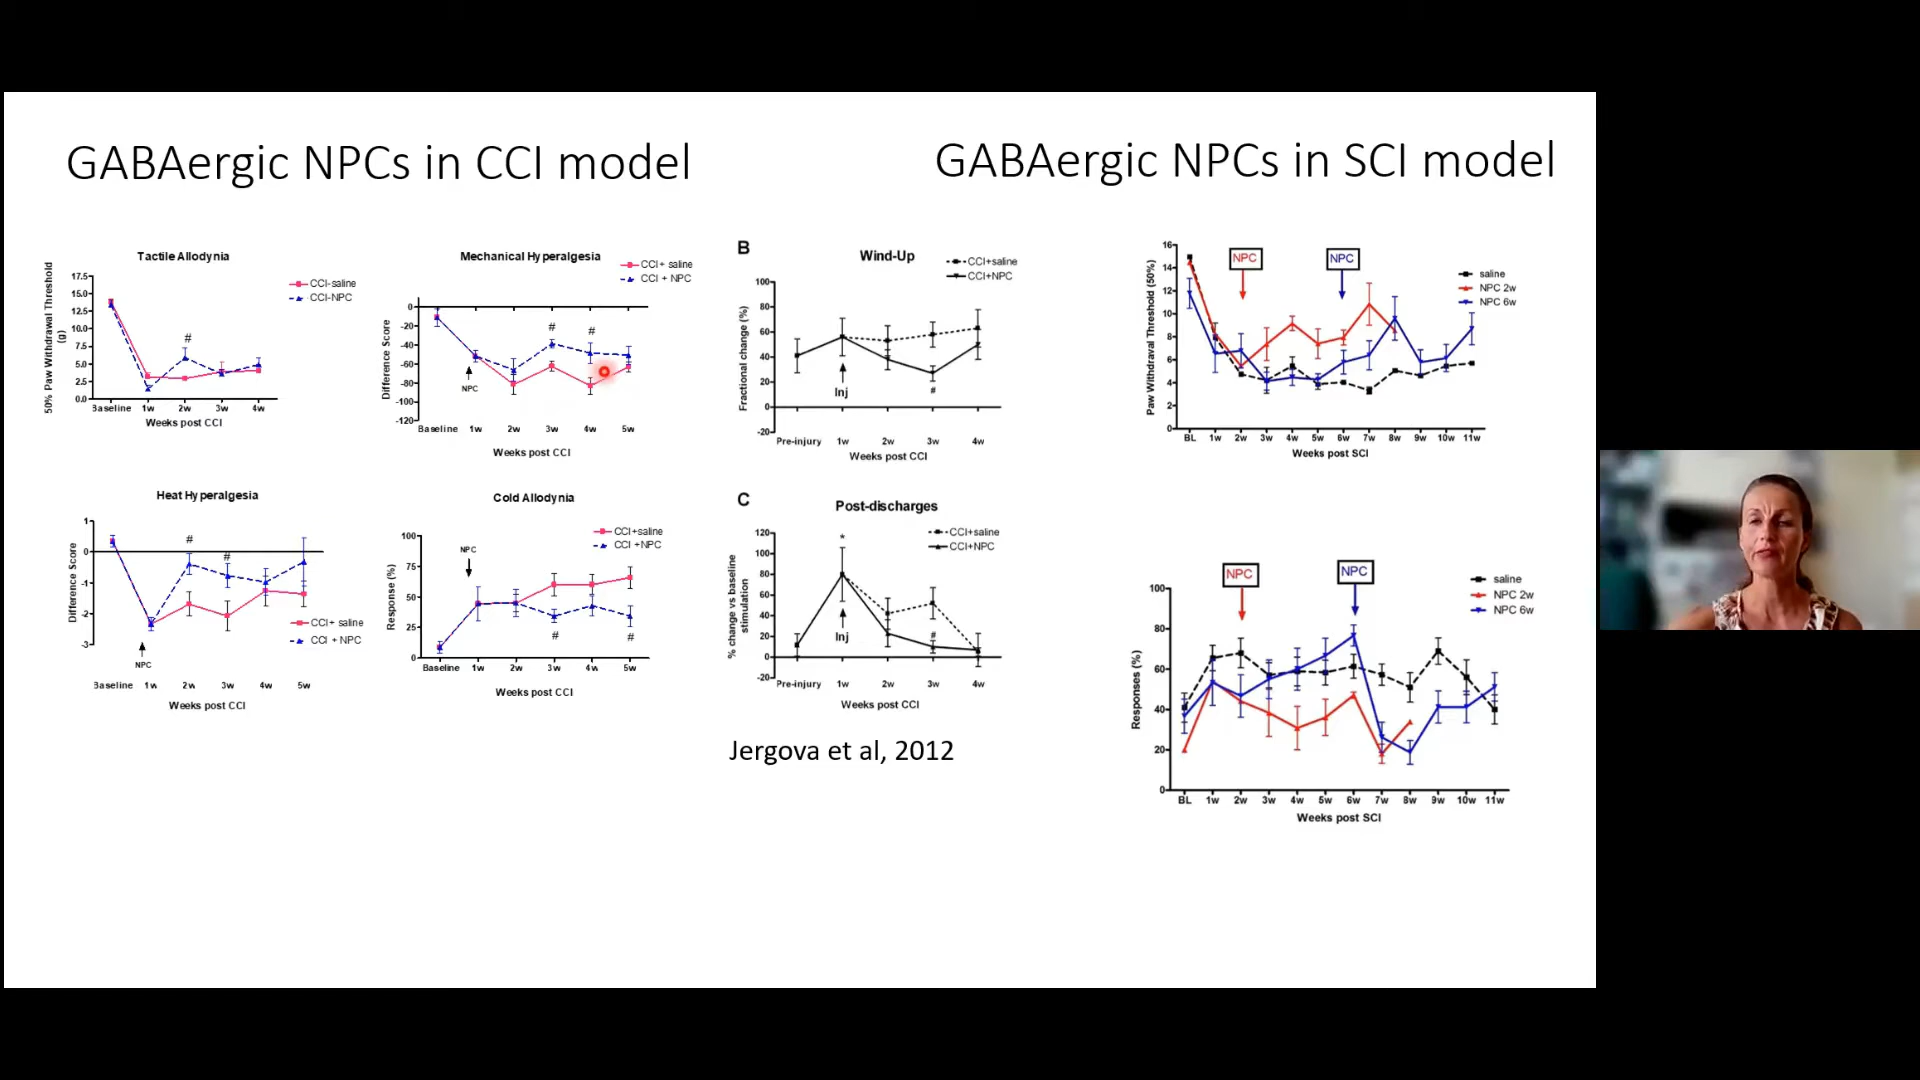 GABAergic NPCs in CCI model
GABAergic NPCs in SCI model
Tactile Allodynia
CCI-saline
CCI-NPC
50% Paw Withdrawal Threshold
(g)
17.5
15.0
12.5
10.0
7.5
5.0
2.5
0.0
#
Baseline 1w 2w 3w 4w
Weeks post CCI
Mechanical Hyperalgesia
CCI + saline
CCI + NPC
Difference Score
0
-20
-40
-60
-80
-100
-120
# #
NPC
Baseline 1w 2w 3w 4w 5w
Weeks post CCI
B
Wind-Up
CCI+saline
CCI+NPC
Fractional change (%)
100
80
60
40
20
0
-20
Inj
#
Pre-injury 1w 2w 3w 4w
Weeks post CCI
NPC NPC
saline
NPC 2w
NPC 6w
Paw Withdraval Threshold (50%)
16
14
12
10
8
6
4
2
0
BL 1w 2w 3w 4w 5w 6w 7w 8w 9w 10w 11w
Weeks post SCI
Heat Hyperalgesia
Difference Score
1
0
-1
-2
-3
# #
CCI + saline
CCI + NPC
NPC
Baseline 1w 2w 3w 4w 5w
Weeks post CCI
Cold Allodynia
CCI+saline
CCI +NPC
NPC
Response (%)
100
75
50
25
0
# #
Baseline 1w 2w 3w 4w 5w
Weeks post CCI
C
Post-discharges
CCI+saline
CCI+NPC
% change vs baseline
stimulation
120
100
80
60
40
20
0
-20
*
Inj
#
Pre-injury 1w 2w 3w 4w
Weeks post CCI
Jergova et al, 2012
NPC NPC
saline
NPC 2w
NPC 6w
Responses (%)
100
80
60
40
20
0
BL 1w 2w 3w 4w 5w 6w 7w 8w 9w 10w 11w
Weeks post SCI